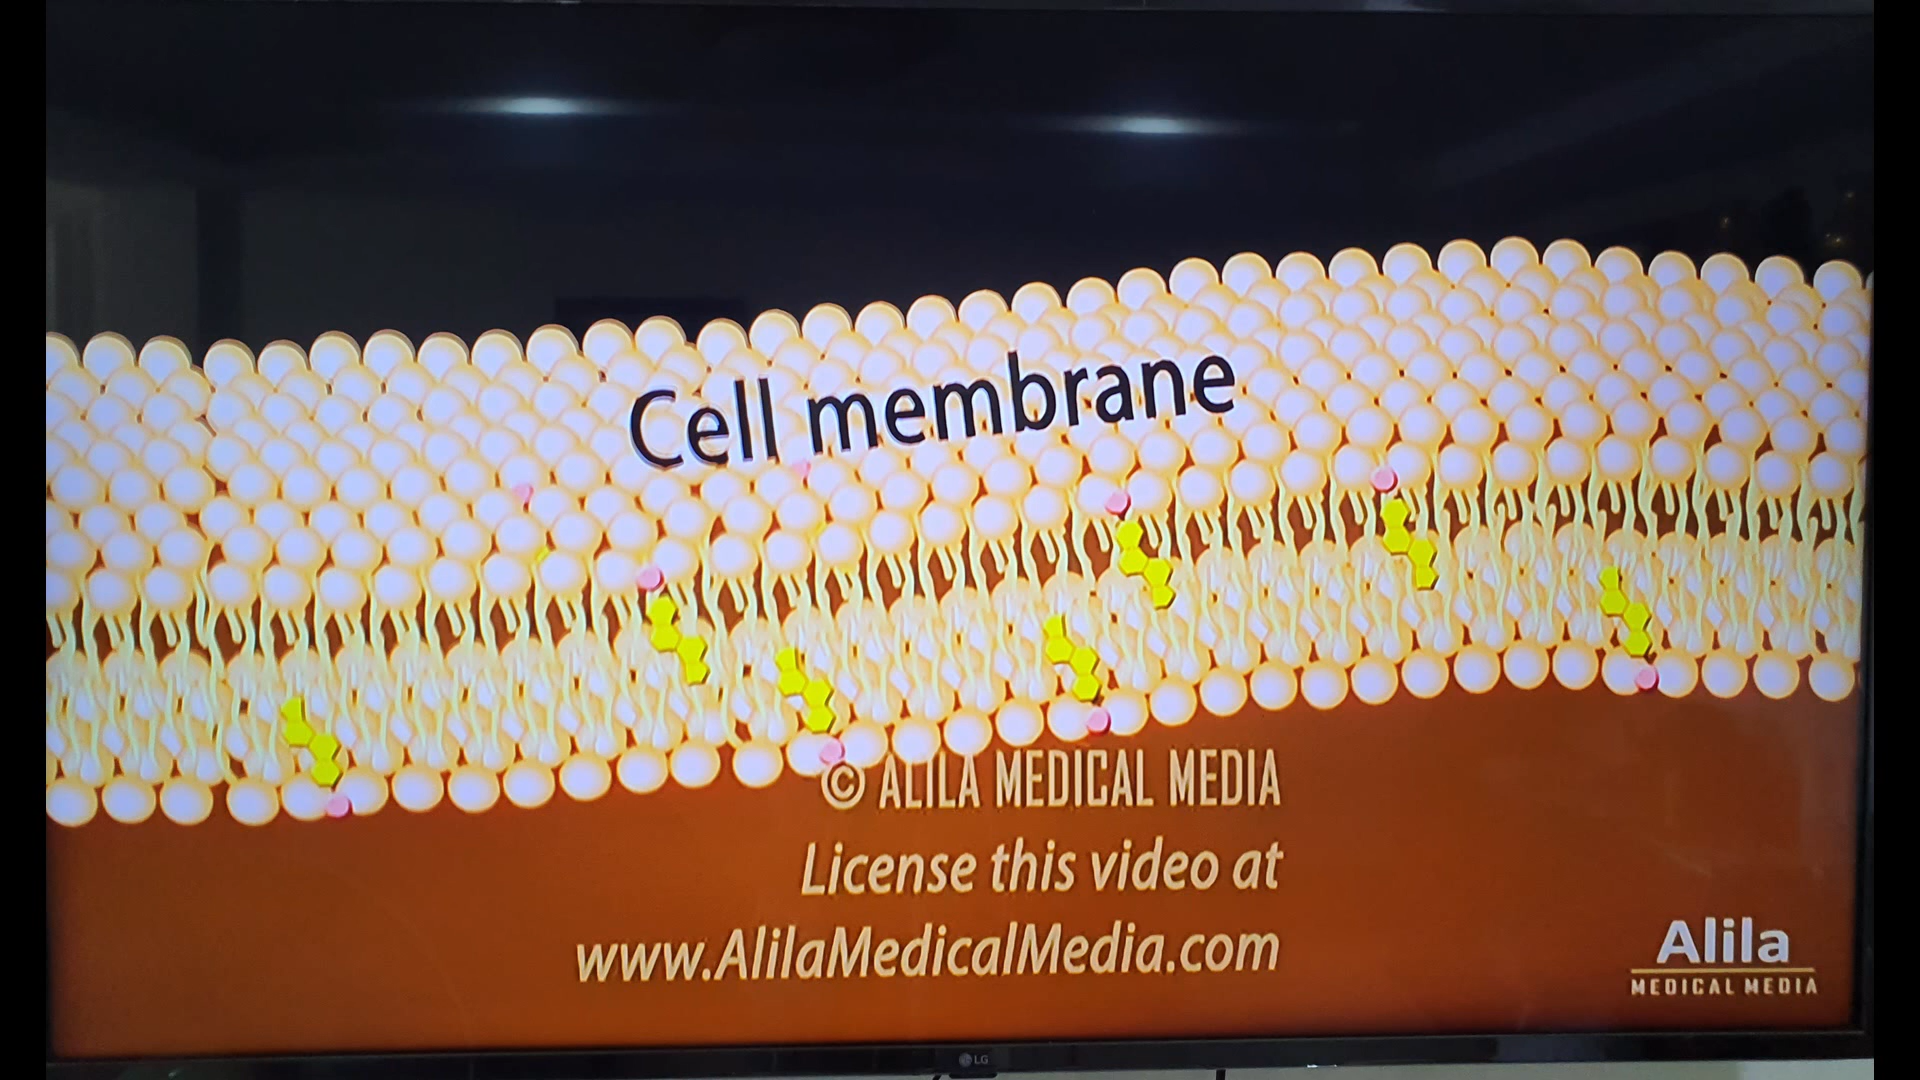 Cell membrane
© ALILA MEDICAL MEDIA
License this video at
www.AlilaMedicalMedia.com
Alila
MEDICAL MEDIA
LG